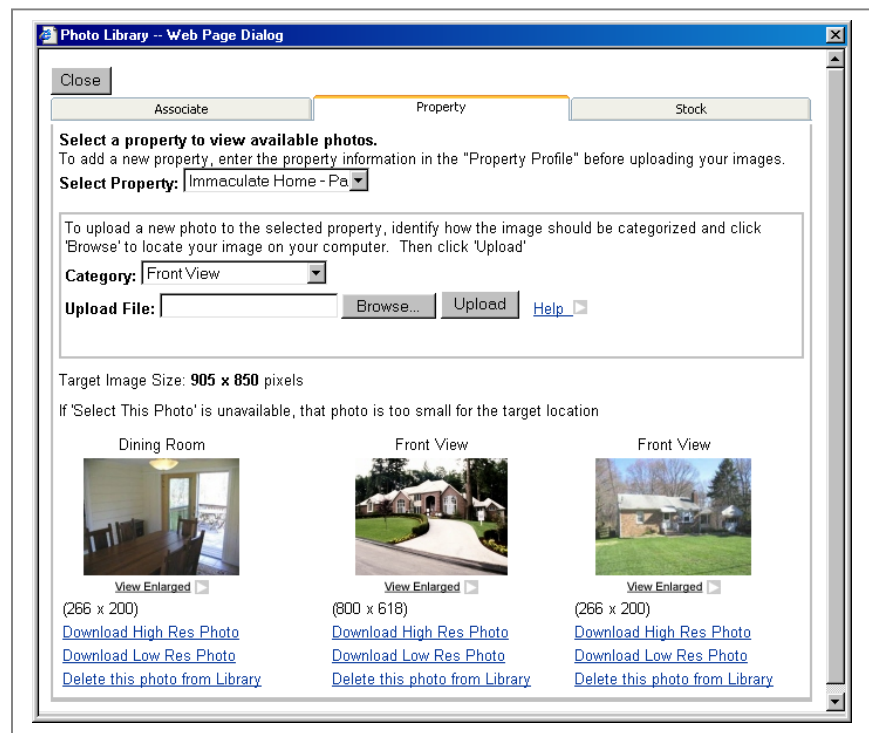 Photo Library -- Web Page Dialog
Close
Associate
Property
Stock
Select a property to view available photos.
To add a new property, enter the property information in the "Property Profile" before uploading your images.
Select Property: Immaculate Home - Pa
To upload a new photo to the selected property, identify how the image should be categorized and click
'Browse' to locate your image on your computer. Then click 'Upload'
Category: Front View
Upload File: Browse... Upload Help
Target Image Size: 905 x 850 pixels
If 'Select This Photo' is unavailable, that photo is too small for the target location
Dining Room Front View Front View
View Enlarged View Enlarged View Enlarged
(266 x 200) (800 x 618) (266 x 200)
Download High Res Photo Download High Res Photo Download High Res Photo
Download Low Res Photo Download Low Res Photo Download Low Res Photo
Delete this photo from Library Delete this photo from Library Delete this photo from Library